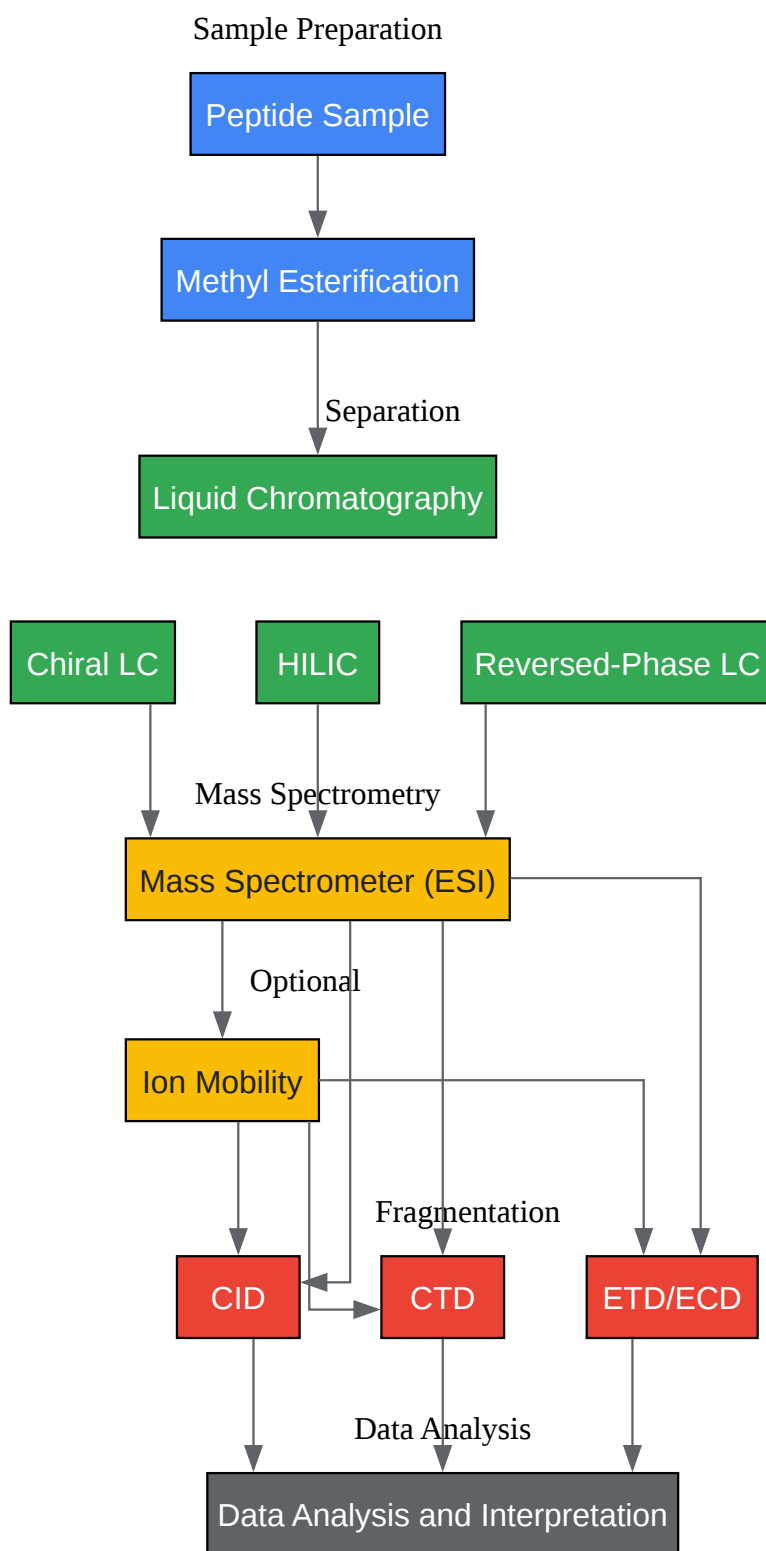 Sample Preparation
Peptide Sample
Methyl Esterification
Separation
Liquid Chromatography
Chiral LC
HILIC
Reversed-Phase LC
Mass Spectrometry
Mass Spectrometer (ESI)
Optional
Ion Mobility
Fragmentation
CID
CTD
ETD/ECD
Data Analysis
Data Analysis and Interpretation